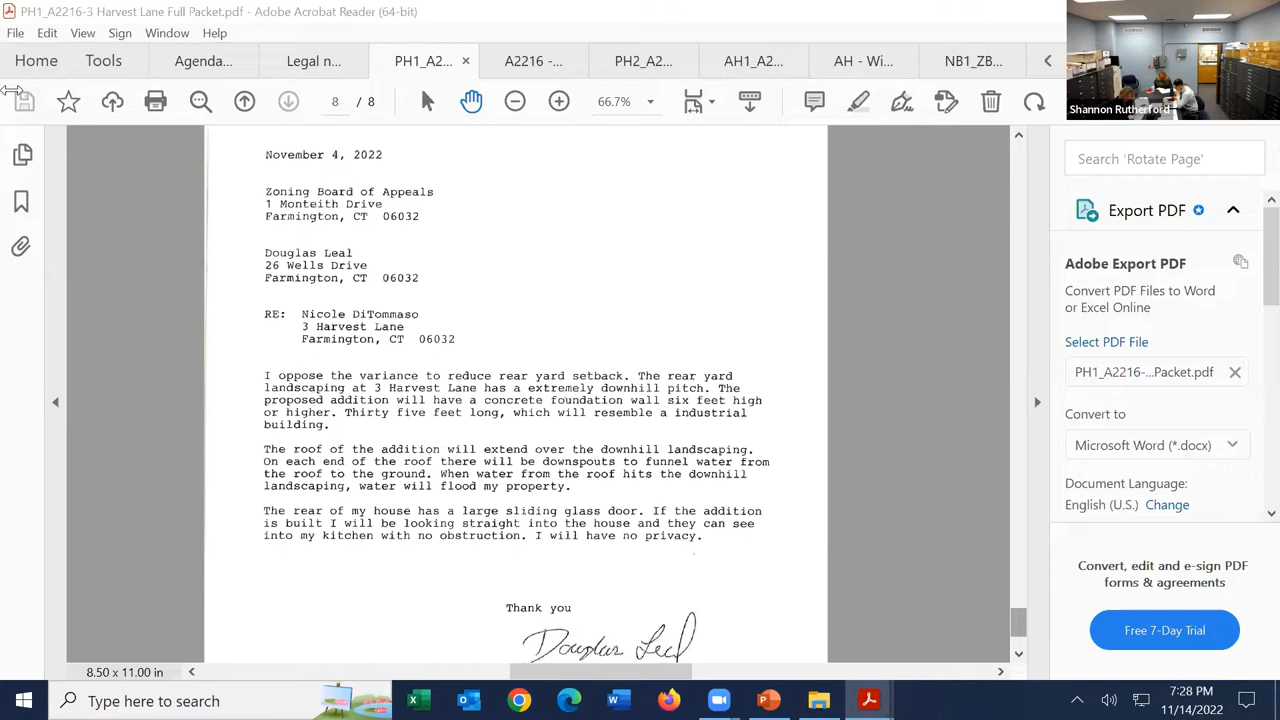 PH1_A2216-3 Harvest Lane Full Packet.pdf - Adobe Acrobat Reader (64-bit)
File Edit View Sign Window Help
Home Tools Agenda... Legal n... PH1_A2... × A2216 -... PH2_A2... AH1_A2... AH - Wi... NB1_ZB...
8 / 8 66.7%
Shannon Rutherford
November 4, 2022
Zoning Board of Appeals
1 Monteith Drive
Farmington, CT 06032
Douglas Leal
26 Wells Drive
Farmington, CT 06032
RE: Nicole DiTommaso
3 Harvest Lane
Farmington, CT 06032
I oppose the variance to reduce rear yard setback. The rear yard
landscaping at 3 Harvest Lane has a extremely downhill pitch. The
proposed addition will have a concrete foundation wall six feet high
or higher. Thirty five feet long, which will resemble a industrial
building.
The roof of the addition will extend over the downhill landscaping.
On each end of the roof there will be downspouts to funnel water from
the roof to the ground. When water from the roof hits the downhill
landscaping, water will flood my property.
The rear of my house has a large sliding glass door. If the addition
is built I will be looking straight into the house and they can see
into my kitchen with no obstruction. I will have no privacy.
Thank you
Douglas Leal
8.50 x 11.00 in
Search 'Rotate Page'
Export PDF
Adobe Export PDF
Convert PDF Files to Word
or Excel Online
Select PDF File
PH1_A2216-...Packet.pdf
Convert to
Microsoft Word (*.docx)
Document Language:
English (U.S.) Change
Convert, edit and e-sign PDF
forms & agreements
Free 7-Day Trial
Type here to search
7:28 PM
11/14/2022